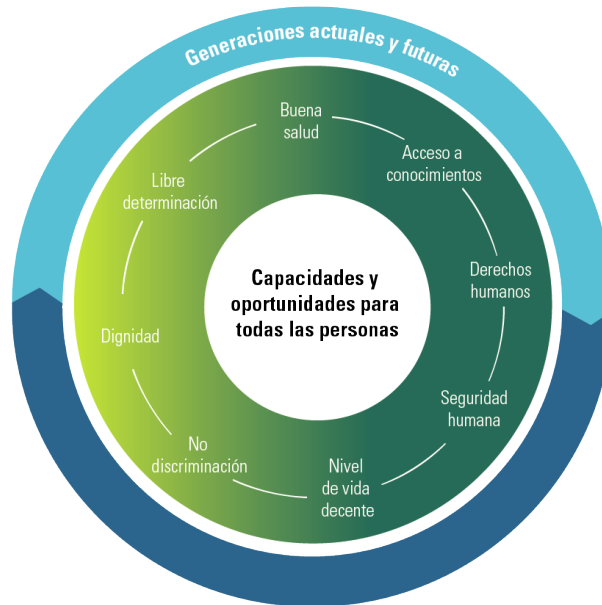 Generaciones actuales y futuras
Buena
salud
Acceso a
conocimientos
Derechos
humanos
Seguridad
humana
Nivel
de vida
decente
No
discriminación
Dignidad
Libre
determinación
Capacidades y
oportunidades para
todas las personas